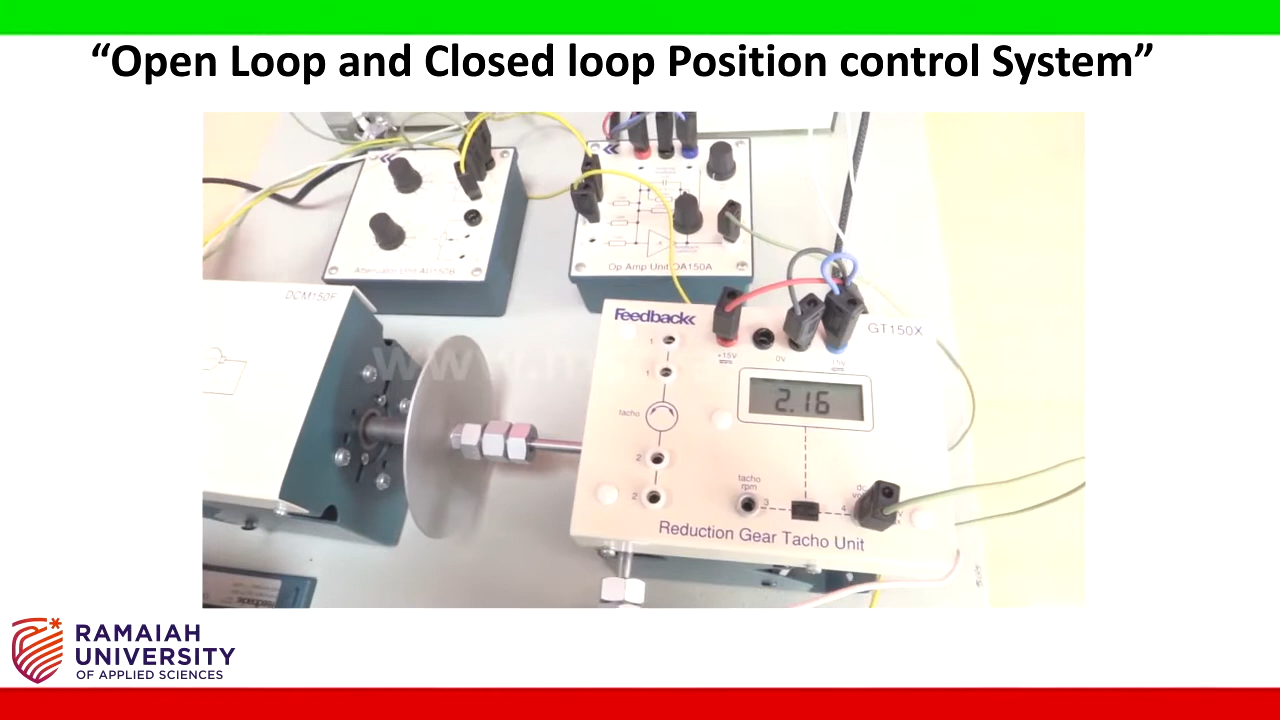 “Open Loop and Closed loop Position control System”
Attenuator Unit AU150B
Op Amp Unit OA150A
DCM150F
Feedback
GT150X
1
+15V
0V
-15V
1
2.16
tacho
2
tacho
rpm
dc
3
4
2
Reduction Gear Tacho Unit
RAMAIAH
UNIVERSITY
OF APPLIED SCIENCES